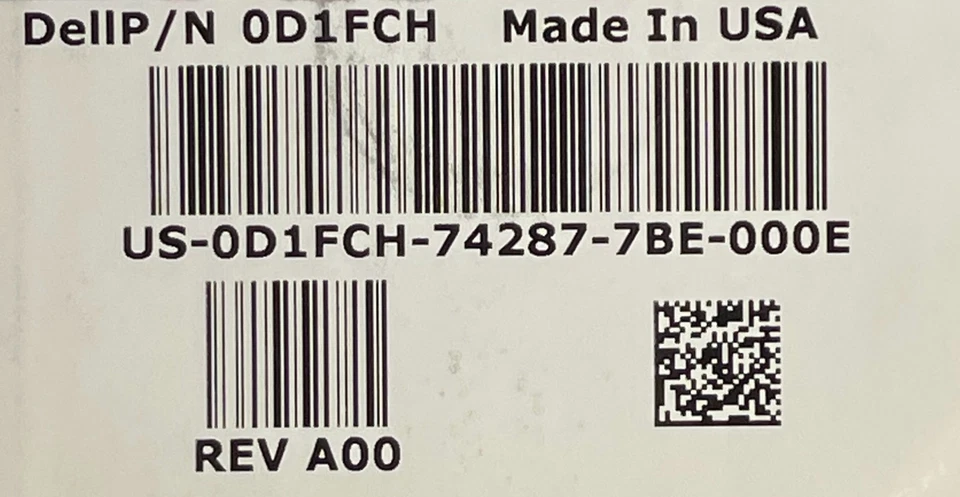 DellP/N 0D1FCH Made In USA
US-0D1FCH-74287-7BE-000E
REV A00